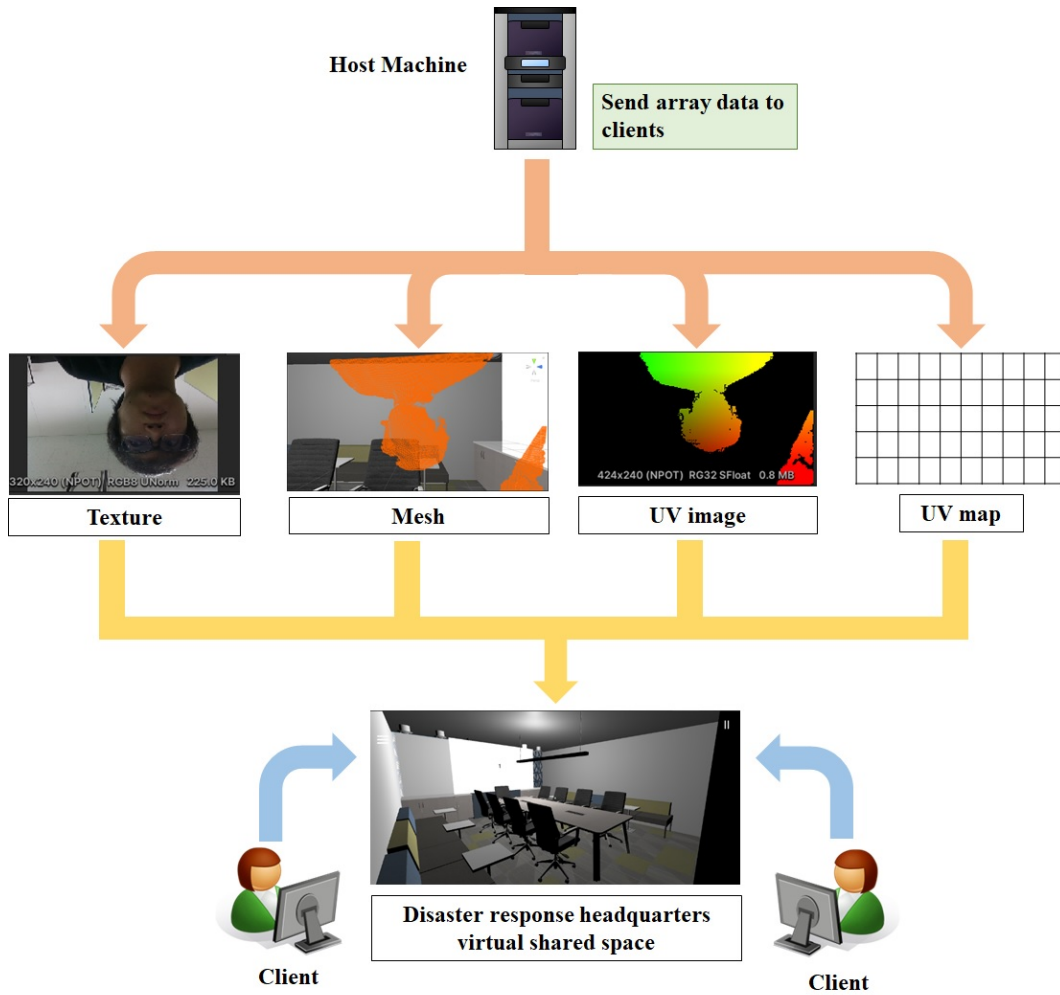 Host Machine
Send array data to
clients
320x240 (NPOT) RGB8 UNorm 225.0 KB
424x240 (NPOT) RG32 SFloat 0.8 MB
Texture
Mesh
UV image
UV map
Disaster response headquarters
virtual shared space
Client
Client